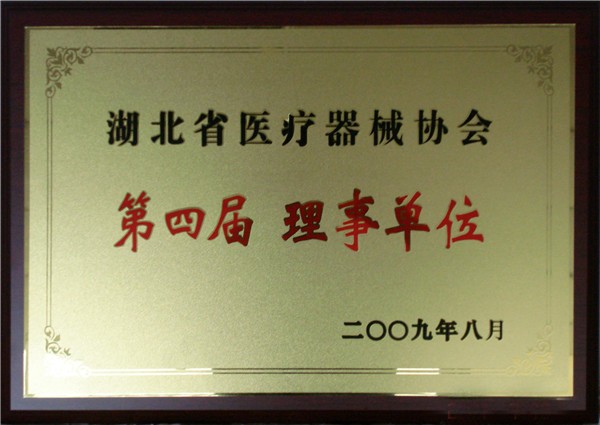 湖北省医疗器械协会
第四届 理事单位
二〇〇九年八月